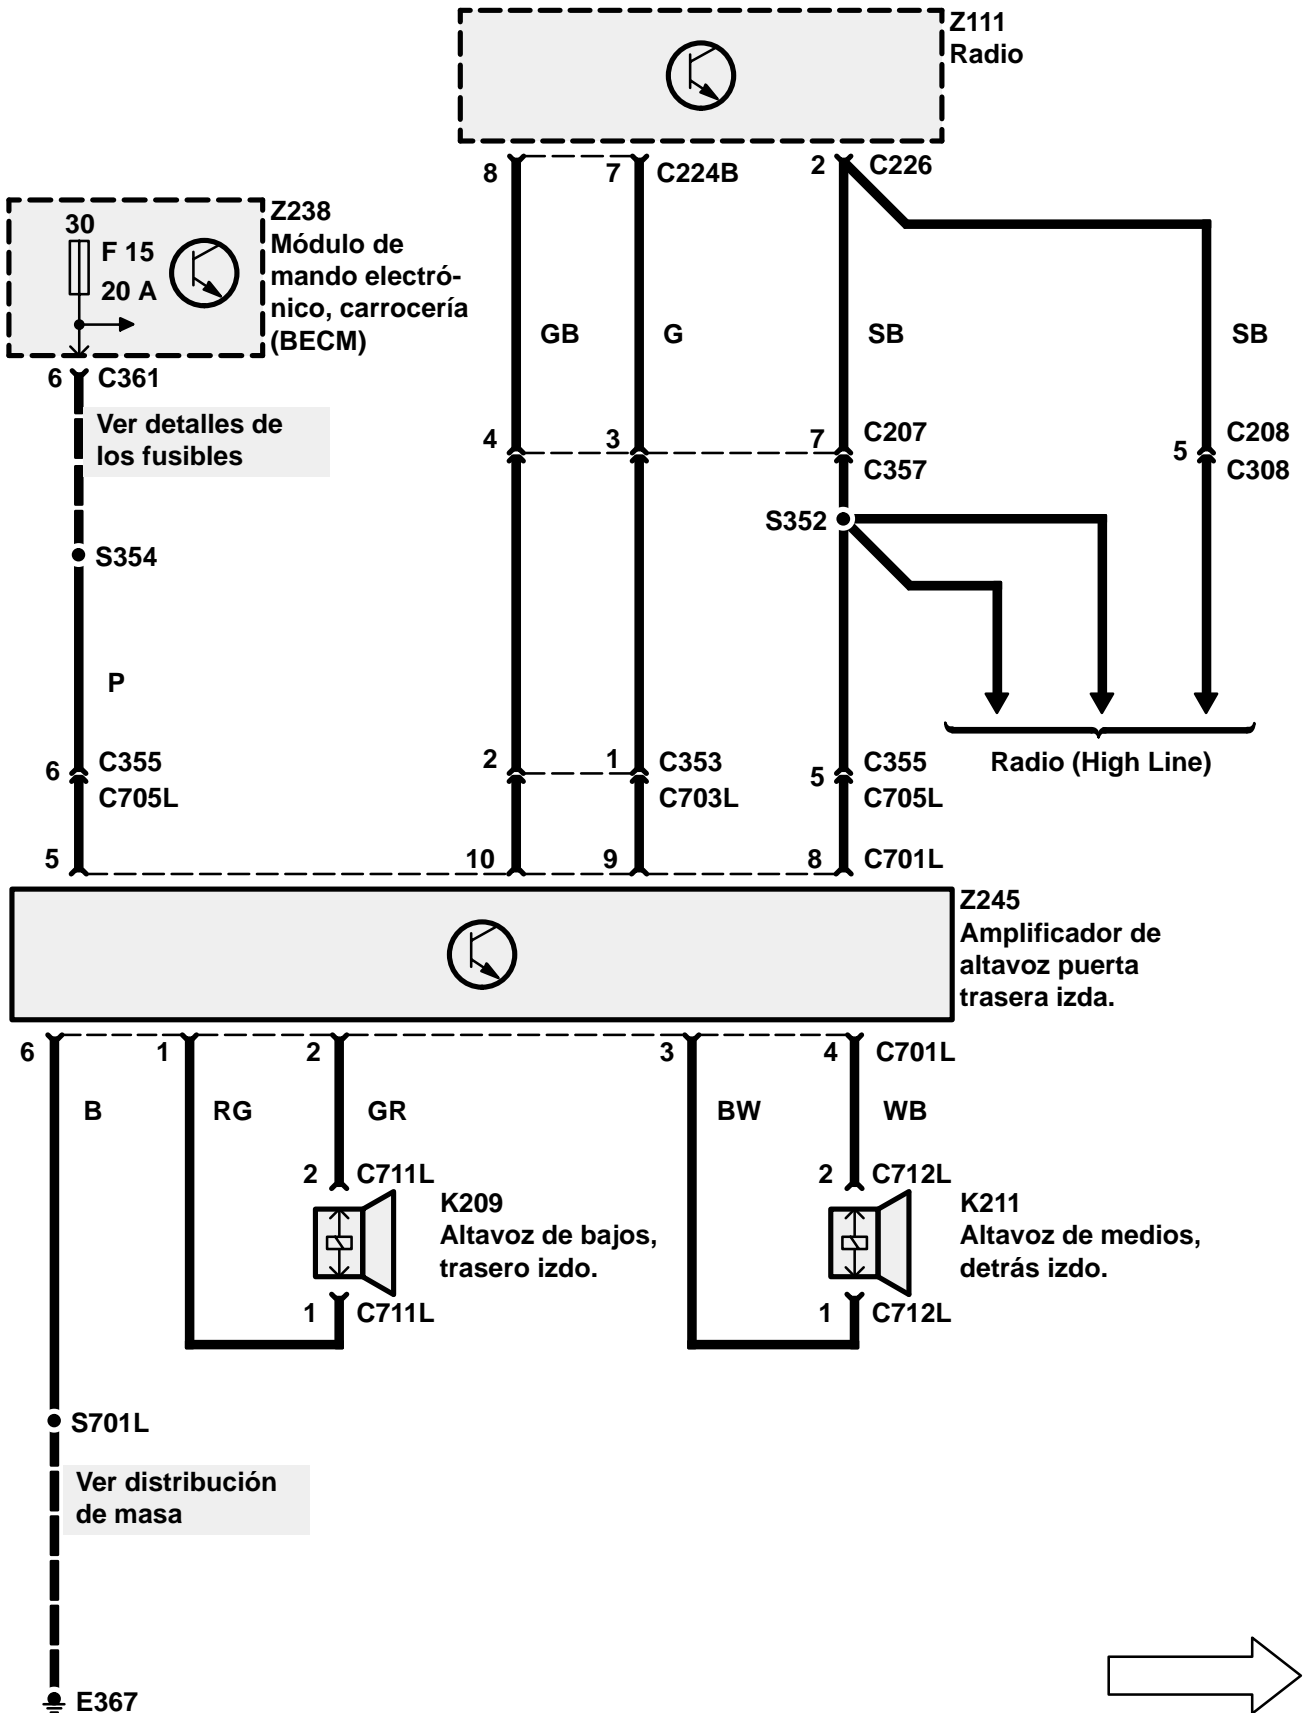 Z111
Radio
8
7
C224B
2
C226
Z238
Módulo de
mando electró-
nico, carrocería
(BECM)
30
F 15
20 A
6
C361
Ver detalles de
los fusibles
GB
G
SB
SB
4
3
7
C207
C357
5
C208
C308
S352
S354
P
6
C355
C705L
2
1
C353
C703L
5
C355
C705L
Radio (High Line)
5
10
9
8
C701L
Z245
Amplificador de
altavoz puerta
trasera izda.
6
1
2
3
4
C701L
B
RG
GR
BW
WB
2
C711L
K209
Altavoz de bajos,
trasero izdo.
1
C711L
2
C712L
K211
Altavoz de medios,
detrás izdo.
1
C712L
S701L
Ver distribución
de masa
E367